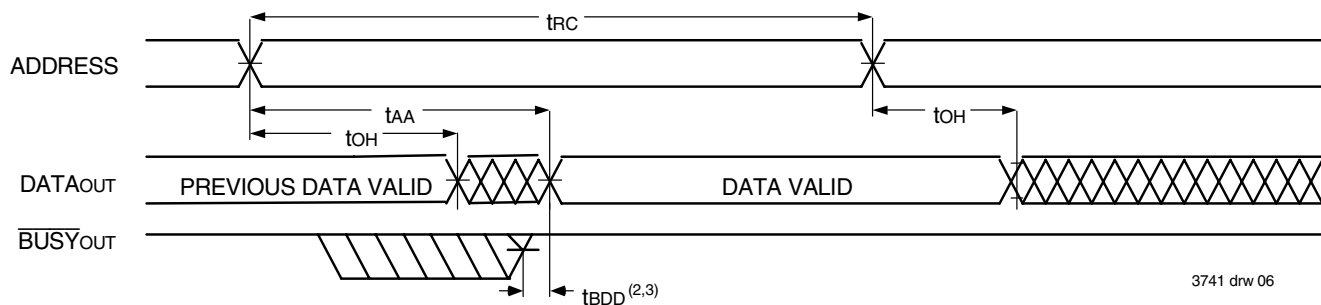 tRC
ADDRESS
tAA
tOH
tOH
DATAOUT
PREVIOUS DATA VALID
DATA VALID
BUSYOUT
tBDD (2,3)
3741 drw 06